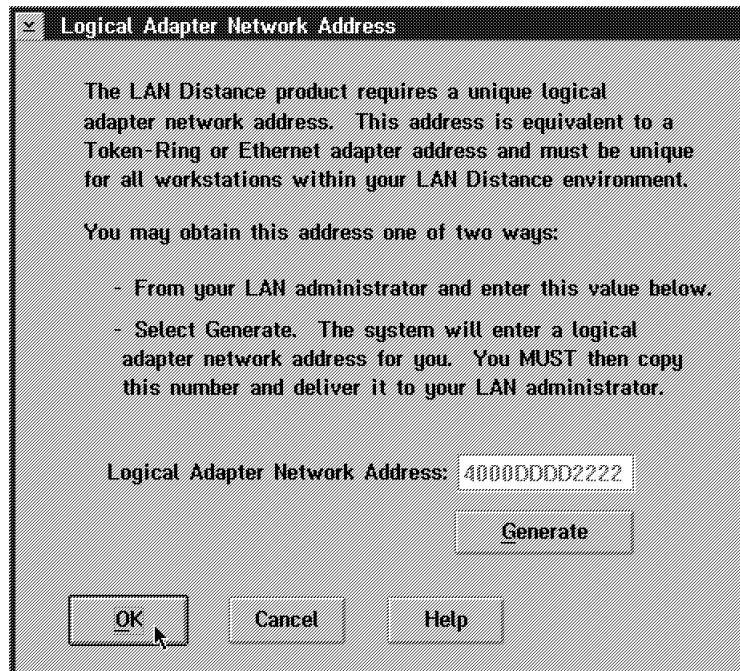 Logical Adapter Network Address
The LAN Distance product requires a unique logical
adapter network address. This address is equivalent to a
Token-Ring or Ethernet adapter address and must be unique
for all workstations within your LAN Distance environment.
You may obtain this address one of two ways:
- From your LAN administrator and enter this value below.
- Select Generate. The system will enter a logical
adapter network address for you. You MUST then copy
this number and deliver it to your LAN administrator.
Logical Adapter Network Address: 4000DDDD2222
Generate
OK Cancel Help